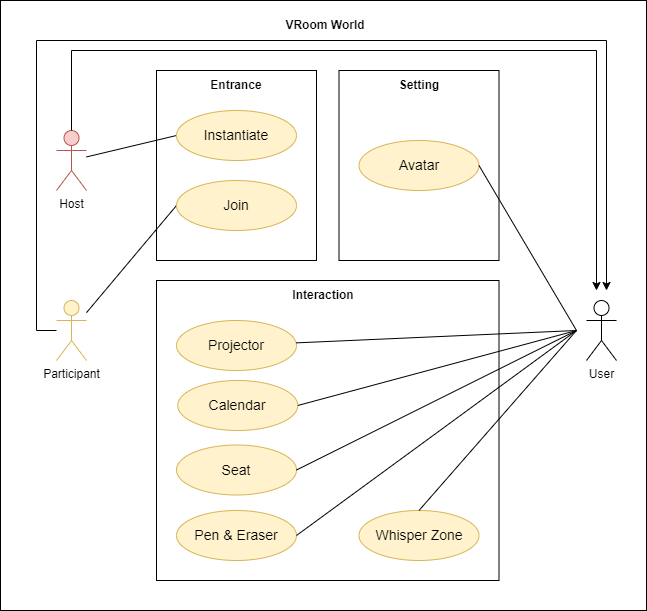 VRoom World
Entrance
Setting
Instantiate
Avatar
Join
Host
Interaction
Projector
Participant
User
Calendar
Seat
Pen & Eraser
Whisper Zone